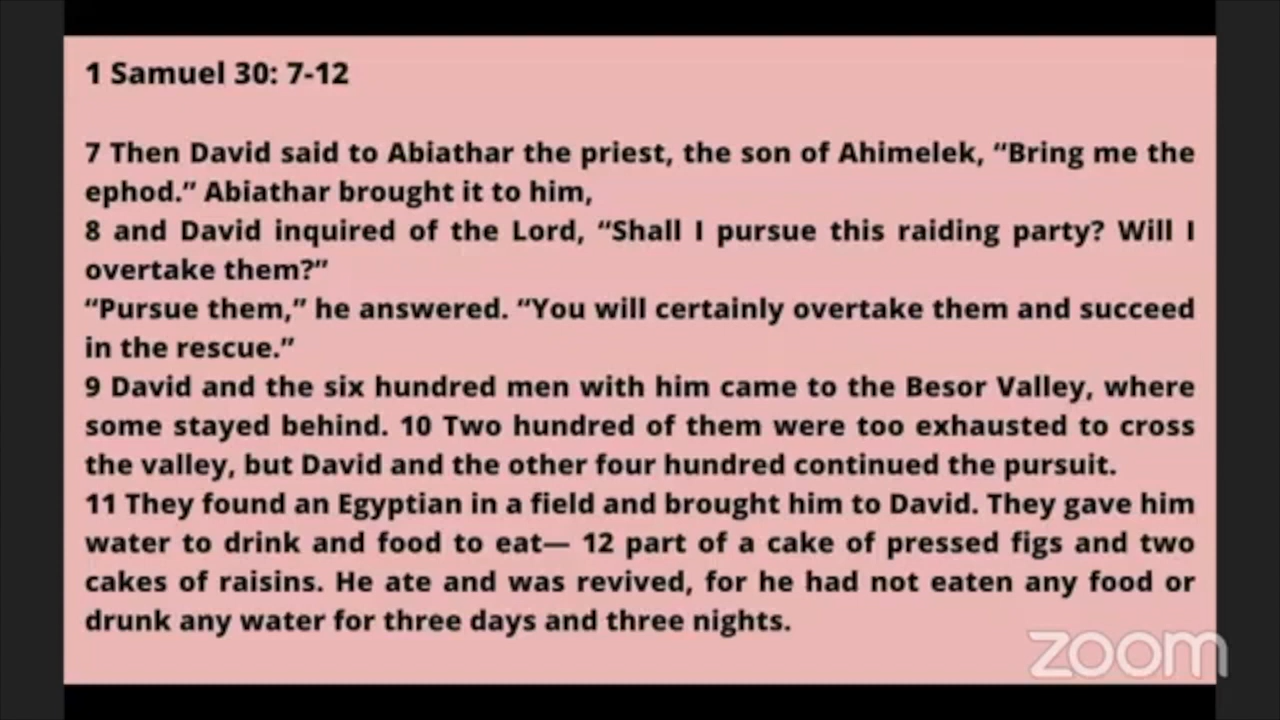 1 Samuel 30: 7-12
7 Then David said to Abiathar the priest, the son of Ahimelek, “Bring me the
ephod.” Abiathar brought it to him,
8 and David inquired of the Lord, “Shall I pursue this raiding party? Will I
overtake them?”
“Pursue them,” he answered. “You will certainly overtake them and succeed
in the rescue.”
9 David and the six hundred men with him came to the Besor Valley, where
some stayed behind. 10 Two hundred of them were too exhausted to cross
the valley, but David and the other four hundred continued the pursuit.
11 They found an Egyptian in a field and brought him to David. They gave him
water to drink and food to eat— 12 part of a cake of pressed figs and two
cakes of raisins. He ate and was revived, for he had not eaten any food or
drunk any water for three days and three nights.
zoom